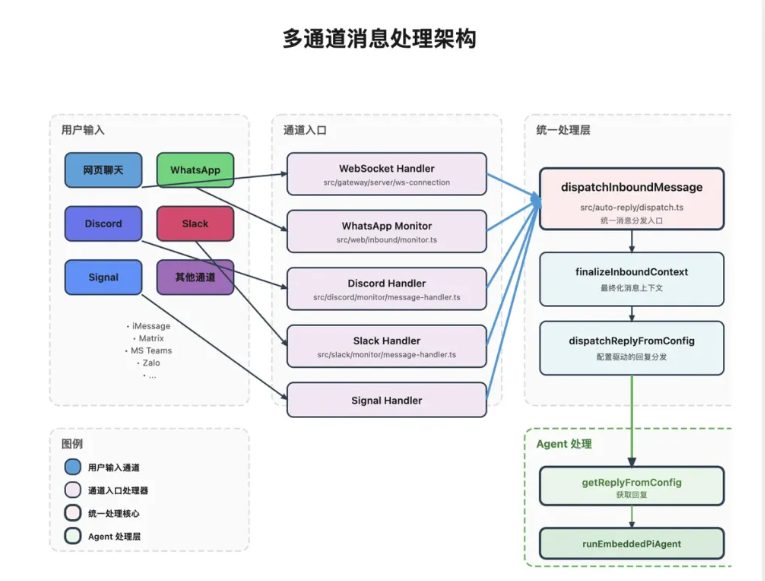 多通道消息处理架构
用户输入
网页聊天
WhatsApp
Discord
Slack
Signal
其他通道
• iMessage
• Matrix
• MS Teams
• Zalo
• ...
通道入口
WebSocket Handler
src/gateway/server/ws-connection
WhatsApp Monitor
src/web/inbound/monitor.ts
Discord Handler
src/discord/monitor/message-handler.ts
Slack Handler
src/slack/monitor/message-handler.ts
Signal Handler
统一处理层
dispatchInboundMessage
src/auto-reply/dispatch.ts
统一消息分发入口
finalizeInboundContext
最终化消息上下文
dispatchReplyFromConfig
配置驱动的回复分发
图例
用户输入通道
通道入口处理器
统一处理核心
Agent 处理层
Agent 处理
getReplyFromConfig
获取回复
runEmbeddedPiAgent